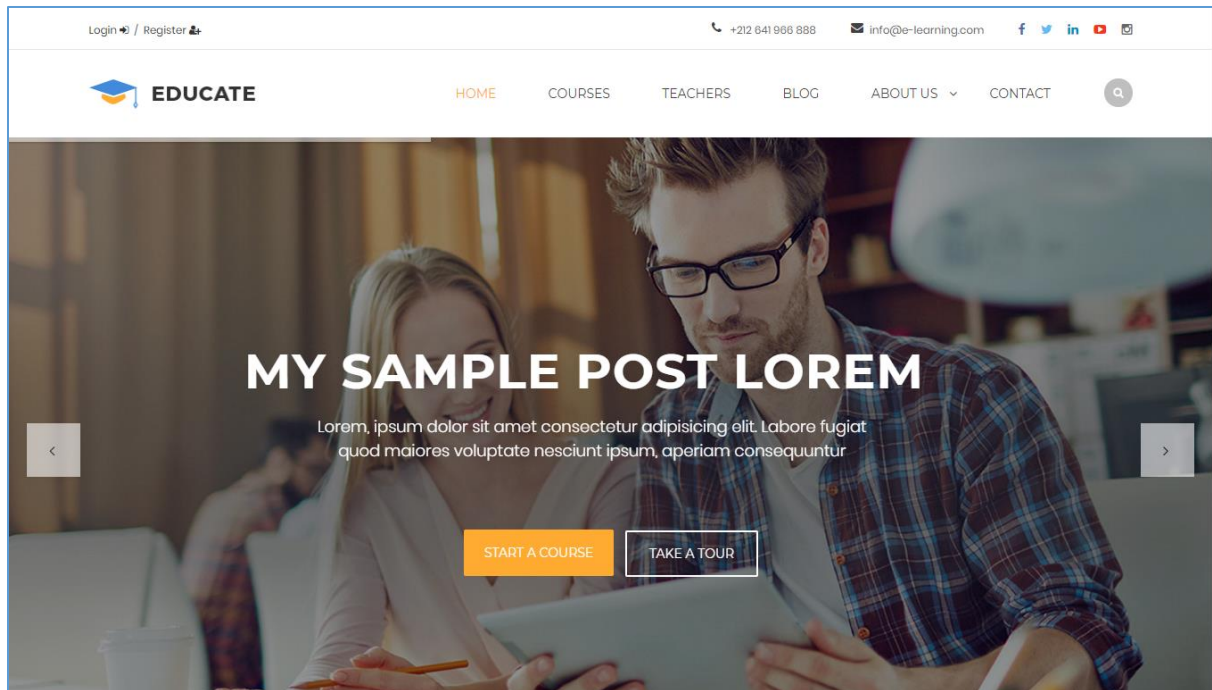 Login / Register
+212 641 966 888
info@e-learning.com
EDUCATE
HOME COURSES TEACHERS BLOG ABOUT US CONTACT
MY SAMPLE POST LOREM
Lorem, ipsum dolor sit amet consectetur adipisicing elit. Labore fugiat
quod maiores voluptate nesciunt ipsum, aperiam consequuntur
START A COURSE
TAKE A TOUR